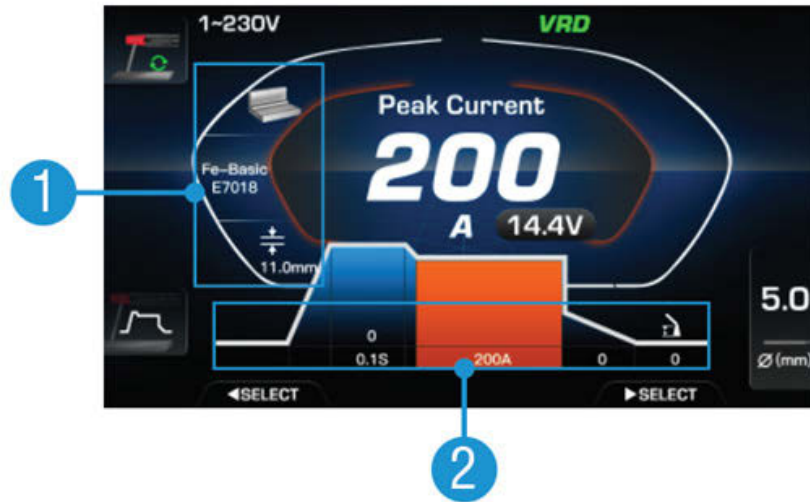 1~230V
VRD
Peak Current
200
A 14.4V
Fe-Basic
E7018
11.0mm
1
5.0
Ø (mm)
0
0.1S 200A 0 0
◀SELECT
▶SELECT
2